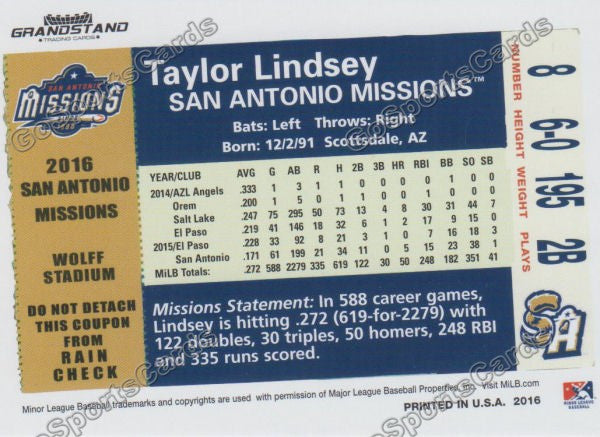 GRANDSTAND
TRADING CARDS
SAN ANTONIO
MISSIONS
2016
SAN ANTONIO
MISSIONS
WOLFF
STADIUM
DO NOT DETACH
THIS COUPON
FROM
RAIN
CHECK
Taylor Lindsey
SAN ANTONIO MISSIONS™
Bats: Left Throws: Right
Born: 12/2/91 Scottsdale, AZ
YEAR/CLUB AVG G AB R H 2B 3B HR RBI BB SO SB
2014/AZL Angels .333 1 3 1 1 0 0 0 0 1 0 0
Orem .200 1 5 0 1 0 0 0 0 0 1 0
Salt Lake .247 75 295 50 73 13 4 8 30 31 44 7
El Paso .219 41 146 18 32 6 1 2 17 9 15 0
2015/El Paso .228 33 92 8 21 2 1 0 9 16 18 3
San Antonio .171 61 199 21 34 11 0 5 15 23 38 1
MiLB Totals: .272 588 2279 335 619 122 30 50 248 182 351 41
Missions Statement: In 588 career games,
Lindsey is hitting .272 (619-for-2279) with
122 doubles, 30 triples, 50 homers, 248 RBI
and 335 runs scored.
NUMBER HEIGHT WEIGHT PLAYS
8 6-0 195 2B
SA
Minor League Baseball trademarks and copyrights are used with permission of Major League Baseball Properties, Inc. Visit MiLB.com
PRINTED IN U.S.A. 2016
MINOR LEAGUE
BASEBALL
GoSportsCards